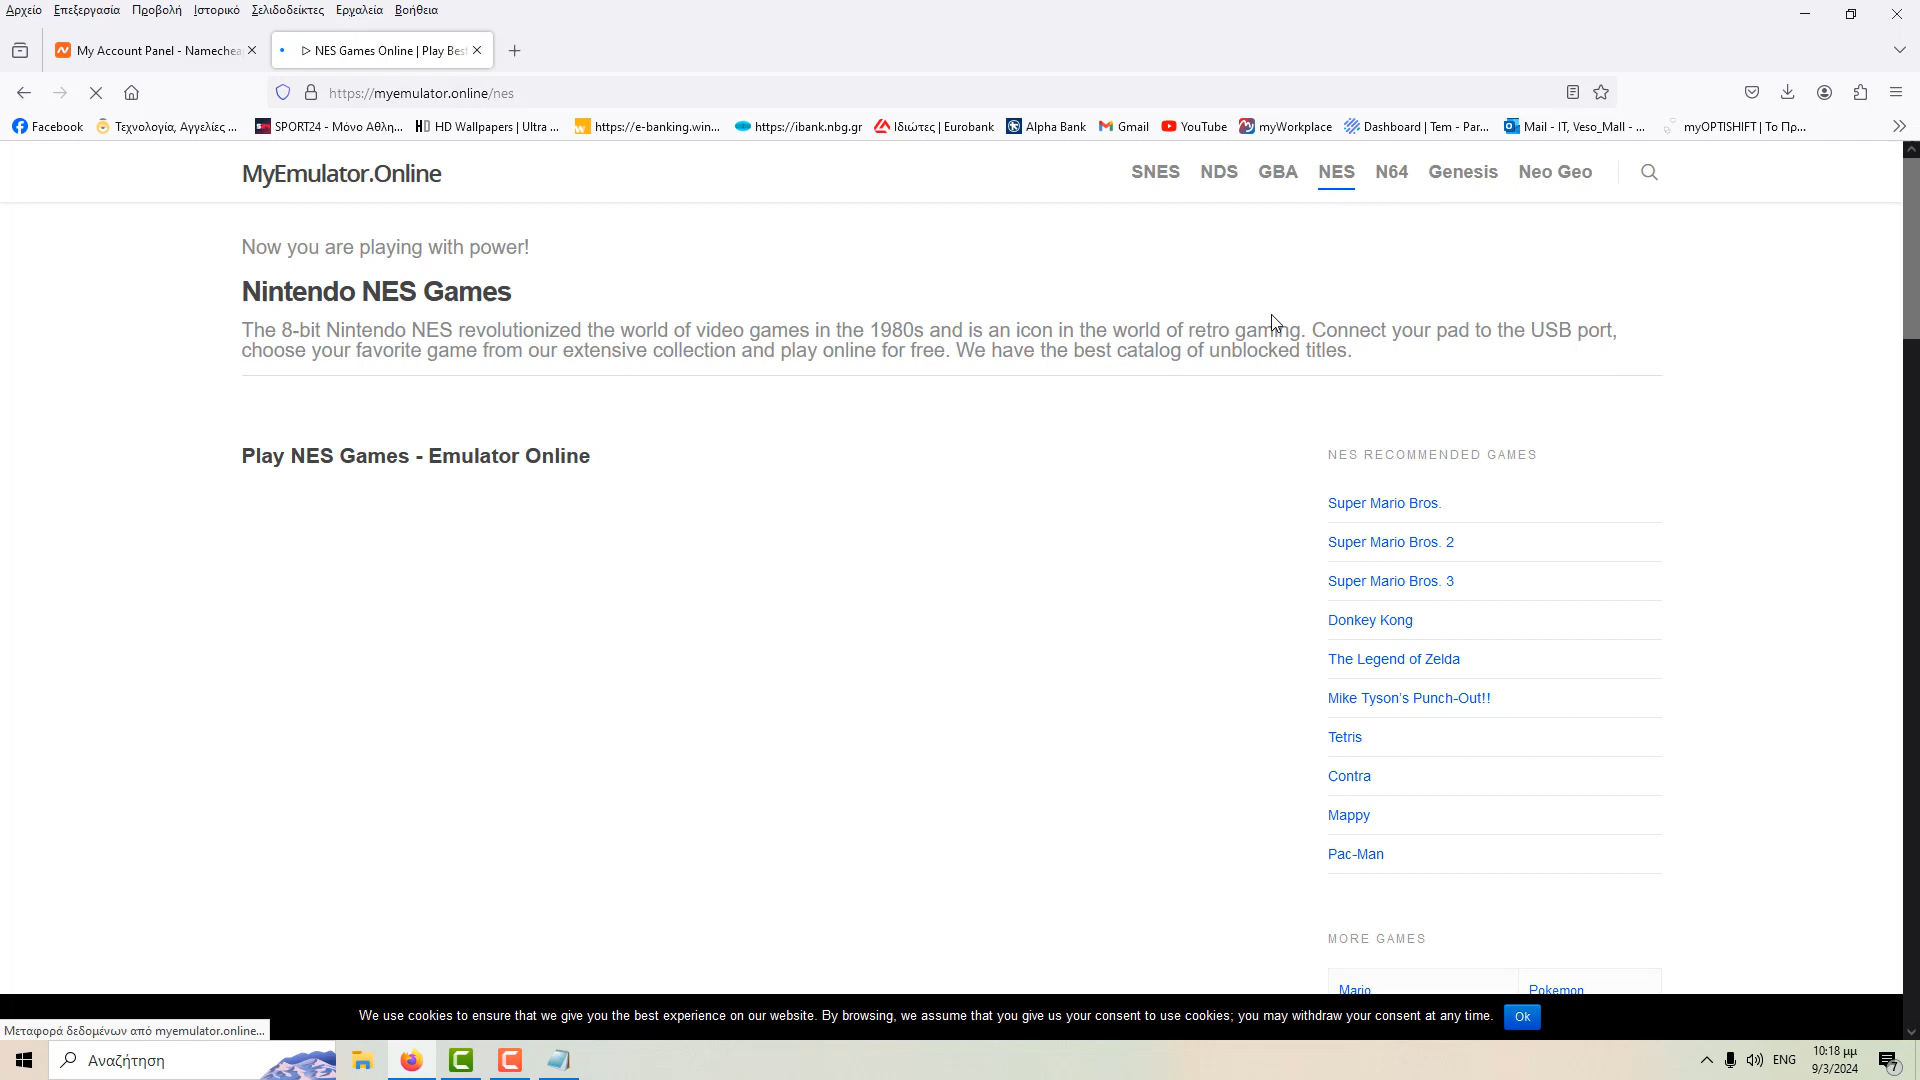 Αρχείο Επεξεργασία Προβολή Ιστορικό Σελιδοδείκτες Εργαλεία Βοήθεια
My Account Panel - Namechea
NES Games Online | Play Bes
https://myemulator.online/nes
Facebook Τεχνολογία, Αγγελίες ... SPORT24 - Μόνο Αθλη... HD Wallpapers | Ultra ... https://e-banking.win... https://ibank.nbg.gr Ιδιώτες | Eurobank Alpha Bank Gmail YouTube myWorkplace Dashboard | Tem - Par... Mail - IT, Veso_Mall - ... myOPTISHIFT | Το Πρ...
MyEmulator.Online SNES NDS GBA NES N64 Genesis Neo Geo
Now you are playing with power!
Nintendo NES Games
The 8-bit Nintendo NES revolutionized the world of video games in the 1980s and is an icon in the world of retro gaming. Connect your pad to the USB port,
choose your favorite game from our extensive collection and play online for free. We have the best catalog of unblocked titles.
Play NES Games - Emulator Online
NES RECOMMENDED GAMES
Super Mario Bros.
Super Mario Bros. 2
Super Mario Bros. 3
Donkey Kong
The Legend of Zelda
Mike Tyson's Punch-Out!!
Tetris
Contra
Mappy
Pac-Man
MORE GAMES
Mario Pokemon
We use cookies to ensure that we give you the best experience on our website. By browsing, we assume that you give us your consent to use cookies; you may withdraw your consent at any time. Ok
Μεταφορά δεδομένων από myemulator.online...
Αναζήτηση
ENG
10:18 μμ
9/3/2024
7